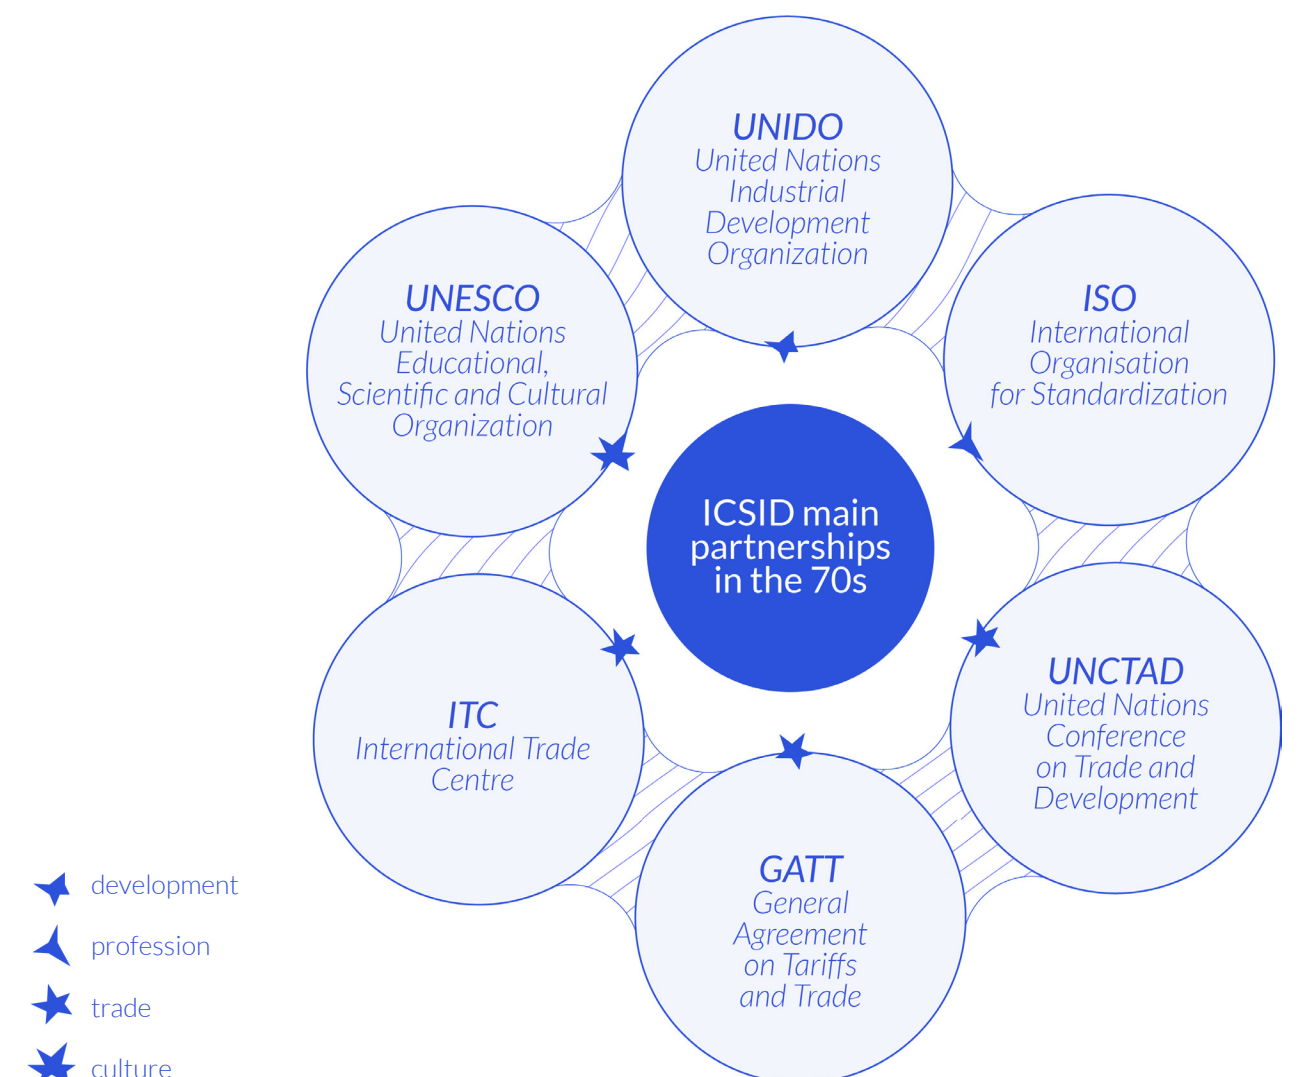 UNIDO
United Nations
Industrial
Development
Organization
UNESCO
United Nations
Educational,
Scientific and Cultural
Organization
ISO
International
Organisation
for Standardization
ICSID main
partnerships
in the 70s
ITC
International Trade
Centre
UNCTAD
United Nations
Conference
on Trade and
Development
GATT
General
Agreement
on Tariffs
and Trade
development
profession
trade
culture